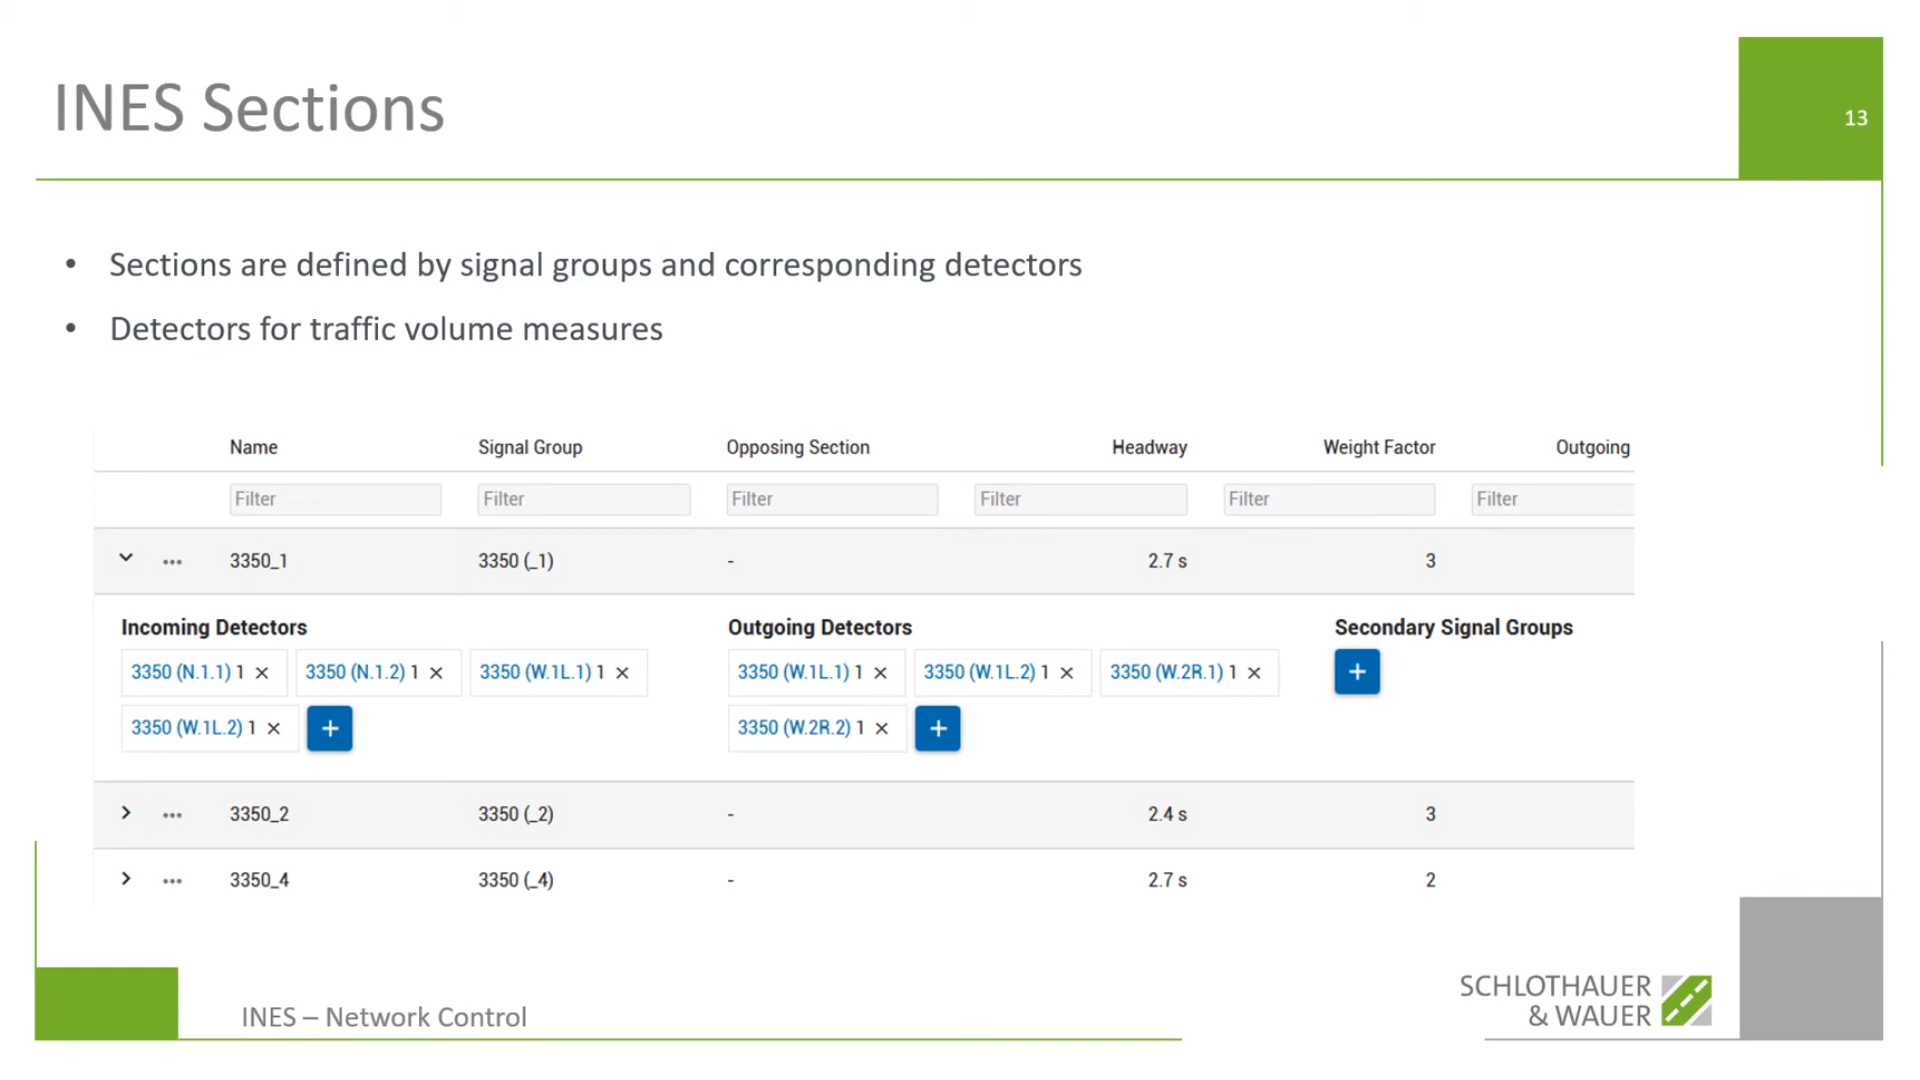 INES Sections
13
• Sections are defined by signal groups and corresponding detectors
• Detectors for traffic volume measures
Name Signal Group Opposing Section Headway Weight Factor Outgoing
Filter Filter Filter Filter Filter Filter
... 3350_1 3350 (_1) - 2.7 s 3
Incoming Detectors Outgoing Detectors Secondary Signal Groups
3350 (N.1.1) 1 × 3350 (N.1.2) 1 × 3350 (W.1L.1) 1 × 3350 (W.1L.1) 1 × 3350 (W.1L.2) 1 × 3350 (W.2R.1) 1 × +
3350 (W.1L.2) 1 × + 3350 (W.2R.2) 1 × +
... 3350_2 3350 (_2) - 2.4 s 3
... 3350_4 3350 (_4) - 2.7 s 2
INES – Network Control
SCHLOTHAUER
& WAUER